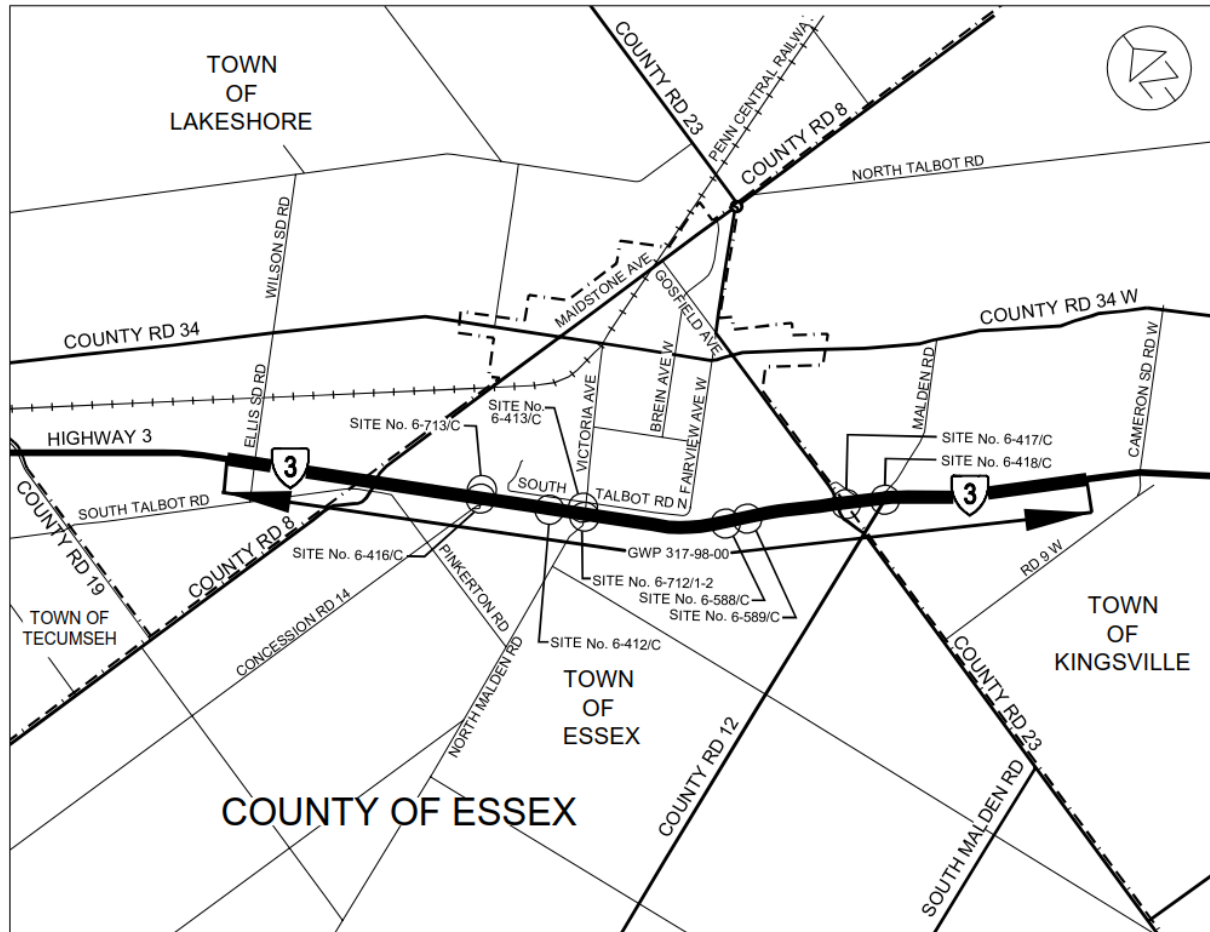 TOWN
OF
LAKESHORE
COUNTY RD 23
PENN CENTRAL RAILWA
COUNTY RD 8
NORTH TALBOT RD
WILSON SD RD
MAIDSTONE AVE
GOSFIELD AVE
COUNTY RD 34
COUNTY RD 34 W
ELLIS SD RD
VICTORIA AVE
BREIN AVE W
FAIRVIEW AVE W
MALDEN RD
CAMERON SD RD W
SITE No. 6-713/C
SITE No.
6-413/C
SITE No. 6-417/C
SITE No. 6-418/C
HIGHWAY 3
3
3
SOUTH TALBOT RD N
SOUTH TALBOT RD
COUNTY RD 19
COUNTY RD 8
SITE No. 6-416/C
GWP 317-98-00
PINKERTON RD
SITE No. 6-712/1-2
SITE No. 6-588/C
SITE No. 6-589/C
SITE No. 6-412/C
RD 9 W
TOWN OF
TECUMSEH
CONCESSION RD 14
NORTH MALDEN RD
TOWN
OF
ESSEX
TOWN
OF
KINGSVILLE
COUNTY RD 12
COUNTY RD 23
SOUTH MALDEN RD
COUNTY OF ESSEX